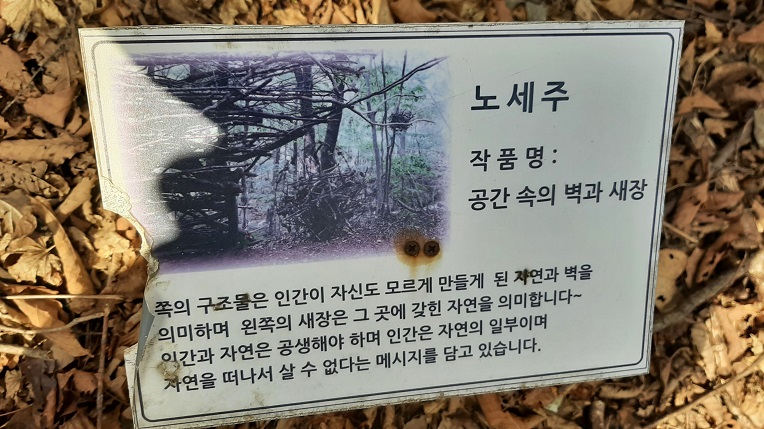 노세주
작품명:
공간 속의 벽과 새장
쪽의 구조물은 인간이 자신도 모르게 만들게 된 자연과 벽을
의미하며 왼쪽의 새장은 그 곳에 갇힌 자연을 의미합니다~
인간과 자연은 공생해야 하며 인간은 자연의 일부이며
자연을 떠나서 살 수 없다는 메시지를 담고 있습니다.